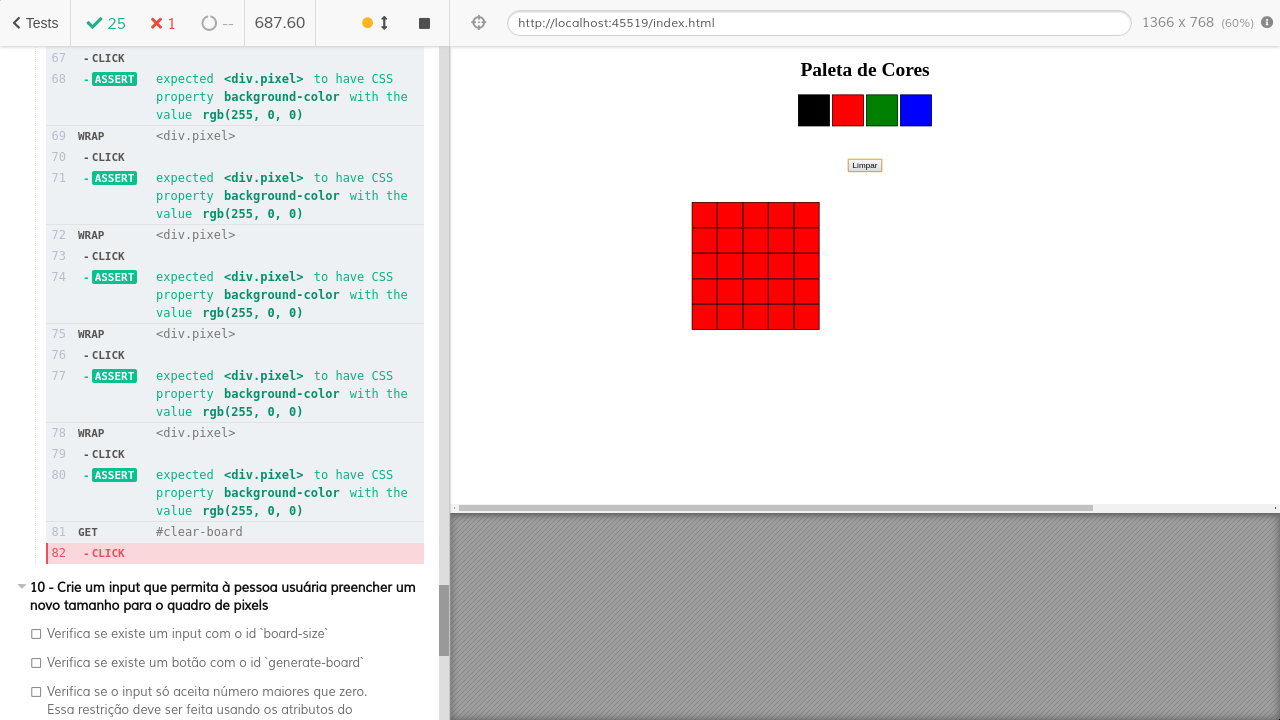 Tests
25
1
--
687.60
http://localhost:45519/index.html
1366 x 768 (60%)
67 -CLICK
68 -ASSERT expected <div.pixel> to have CSS
property background-color with the
value rgb(255, 0, 0)
69 WRAP <div.pixel>
70 -CLICK
71 -ASSERT expected <div.pixel> to have CSS
property background-color with the
value rgb(255, 0, 0)
72 WRAP <div.pixel>
73 -CLICK
74 -ASSERT expected <div.pixel> to have CSS
property background-color with the
value rgb(255, 0, 0)
75 WRAP <div.pixel>
76 -CLICK
77 -ASSERT expected <div.pixel> to have CSS
property background-color with the
value rgb(255, 0, 0)
78 WRAP <div.pixel>
79 -CLICK
80 -ASSERT expected <div.pixel> to have CSS
property background-color with the
value rgb(255, 0, 0)
81 GET #clear-board
82 -CLICK
10 - Crie um input que permita à pessoa usuária preencher um
novo tamanho para o quadro de pixels
Verifica se existe um input com o id `board-size`
Verifica se existe um botão com o id `generate-board`
Verifica se o input só aceita número maiores que zero.
Essa restrição deve ser feita usando os atributos do
Paleta de Cores
Limpar